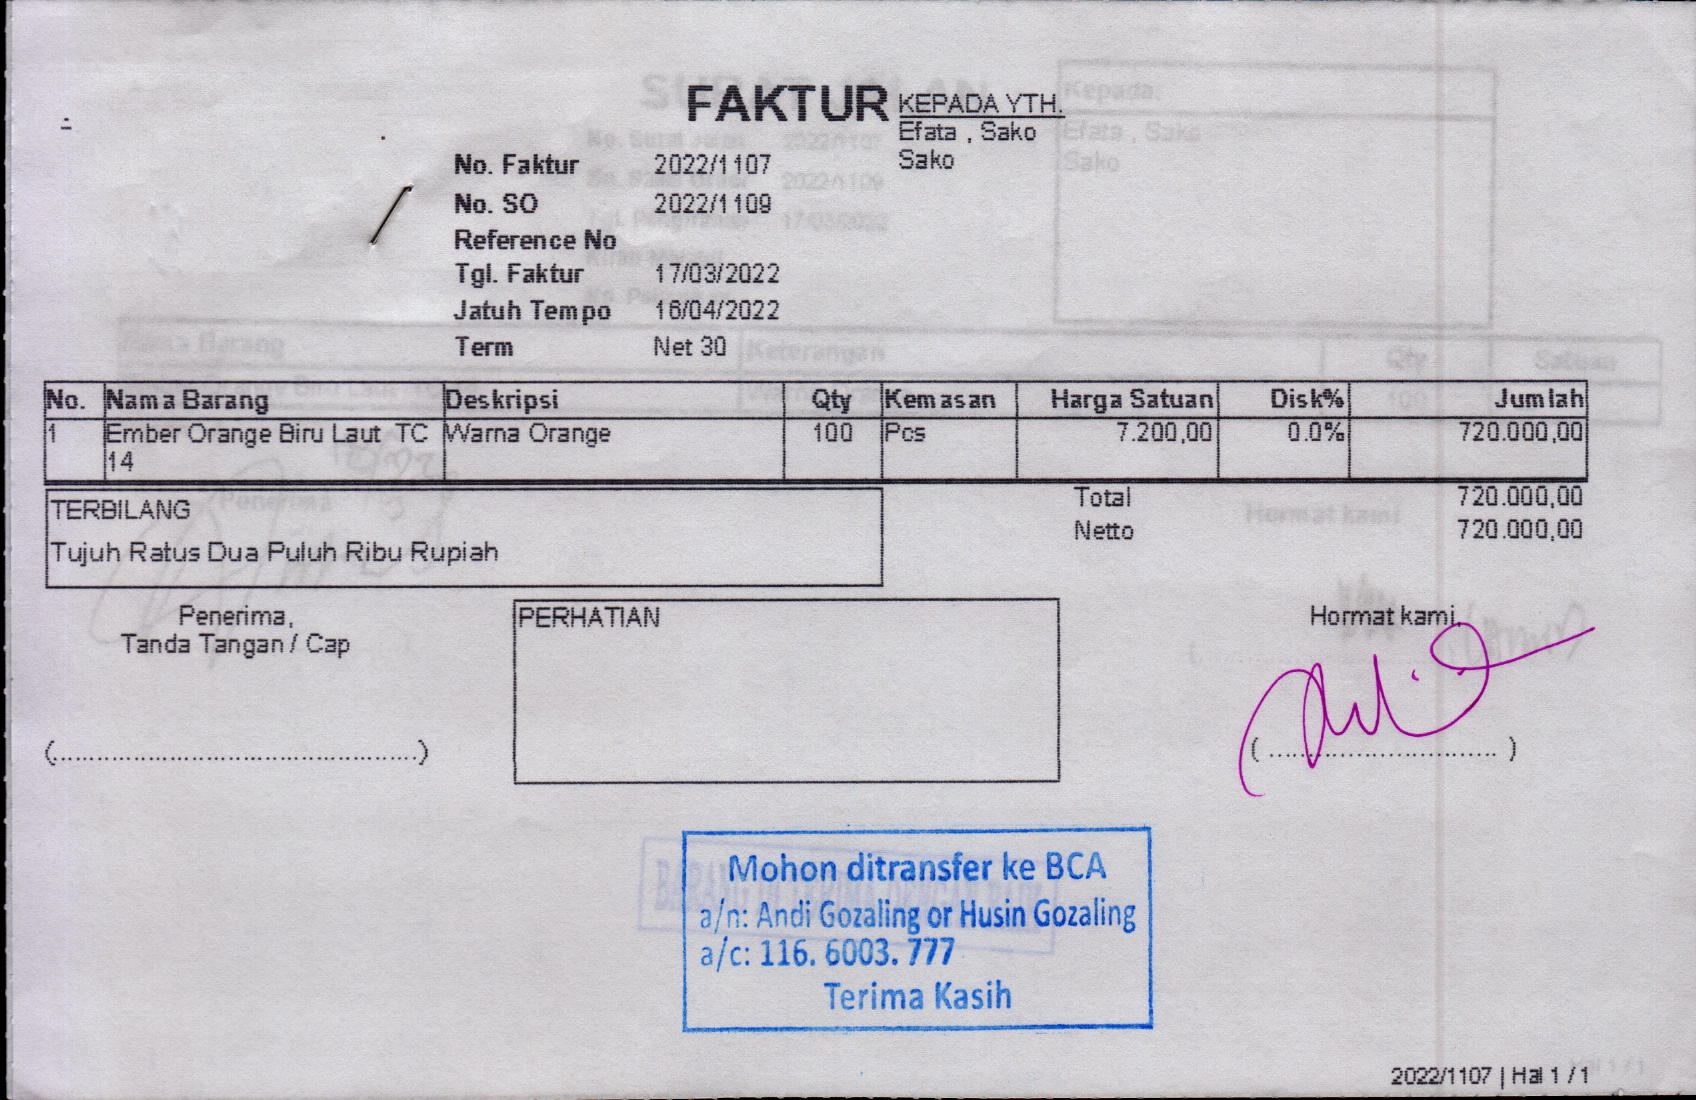 FAKTUR
KEPADA YTH.
Efata , Sako
Sako
No. Faktur 2022/1107
No. SO 2022/1109
Reference No
Tgl. Faktur 17/03/2022
Jatuh Tempo 16/04/2022
Term Net 30
No. Nama Barang Deskripsi Qty Kemasan Harga Satuan Disk% Jumlah
1 Ember Orange Biru Laut TC Warna Orange 100 Pcs 7.200,00 0.0% 720.000,00
14
Total 720.000,00
Netto 720.000,00
TERBILANG
Tujuh Ratus Dua Puluh Ribu Rupiah
Penerima,
Tanda Tangan / Cap
(................................................)
PERHATIAN
Hormat kami,
( .............................. )
Mohon ditransfer ke BCA
a/n: Andi Gozaling or Husin Gozaling
a/c: 116. 6003. 777
Terima Kasih
2022/1107 | Hal 1 / 1